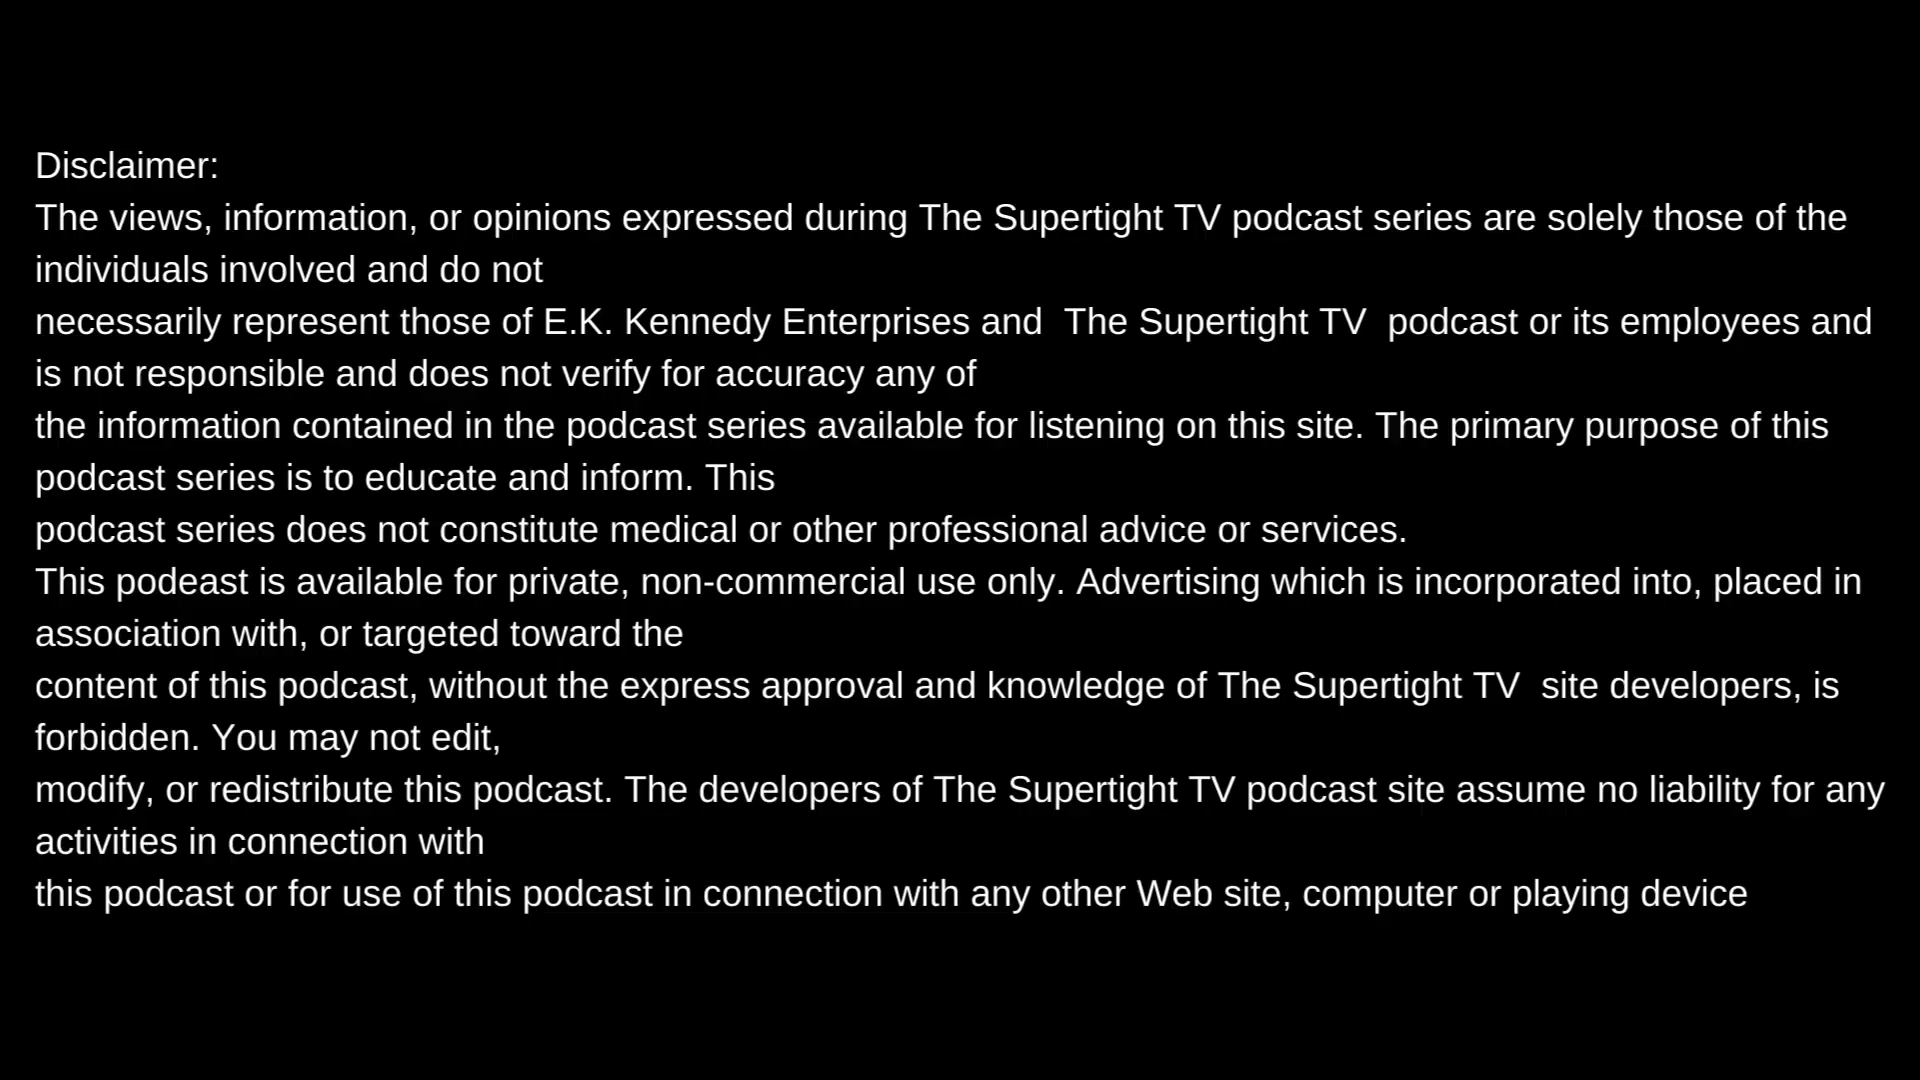 Disclaimer:
The views, information, or opinions expressed during The Supertight TV podcast series are solely those of the
individuals involved and do not
necessarily represent those of E.K. Kennedy Enterprises and  The Supertight TV  podcast or its employees and
is not responsible and does not verify for accuracy any of
the information contained in the podcast series available for listening on this site. The primary purpose of this
podcast series is to educate and inform. This
podcast series does not constitute medical or other professional advice or services.
This podeast is available for private, non-commercial use only. Advertising which is incorporated into, placed in
association with, or targeted toward the
content of this podcast, without the express approval and knowledge of The Supertight TV  site developers, is
forbidden. You may not edit,
modify, or redistribute this podcast. The developers of The Supertight TV podcast site assume no liability for any
activities in connection with
this podcast or for use of this podcast in connection with any other Web site, computer or playing device